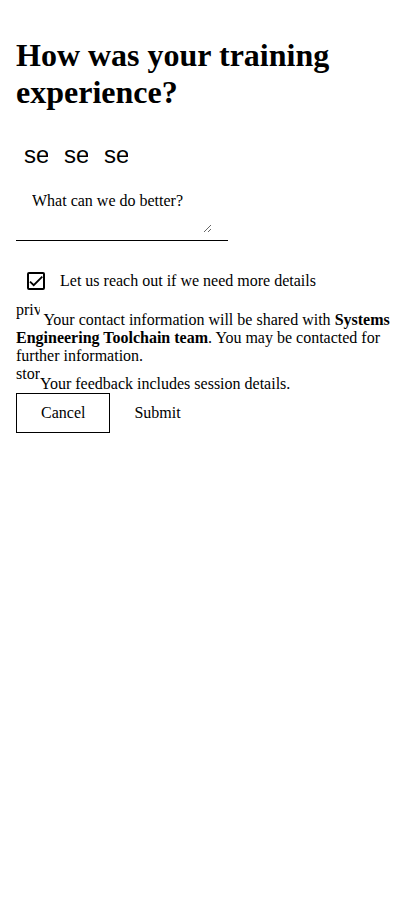 How was your training
experience?
se se se
What can we do better?
Let us reach out if we need more details
priv Your contact information will be shared with Systems
Engineering Toolchain team. You may be contacted for
further information.
stor Your feedback includes session details.
Cancel Submit